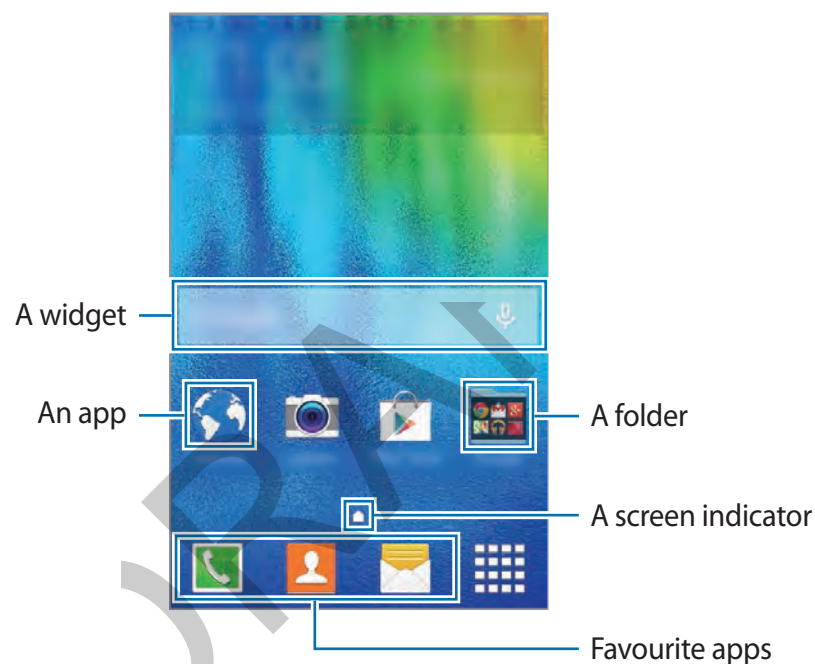 A widget
An app
A folder
A screen indicator
Favourite apps